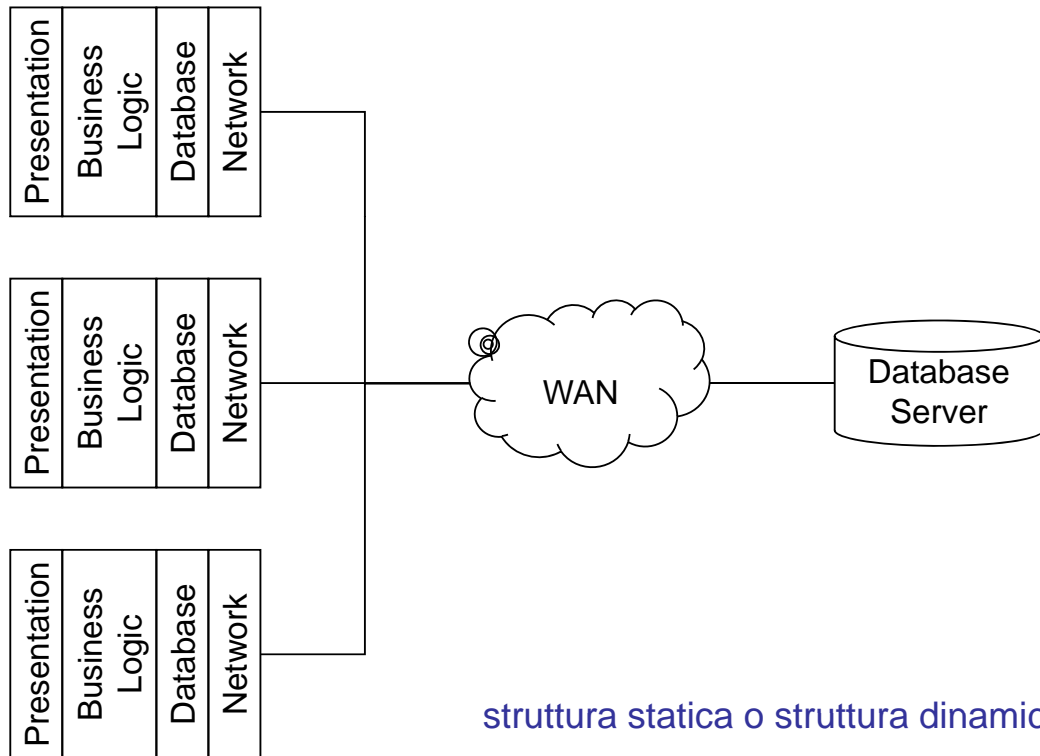 Presentation
Business
Logic
Database
Network
Presentation
Business
Logic
Database
Network
Presentation
Business
Logic
Database
Network
WAN
Database
Server
struttura statica o struttura